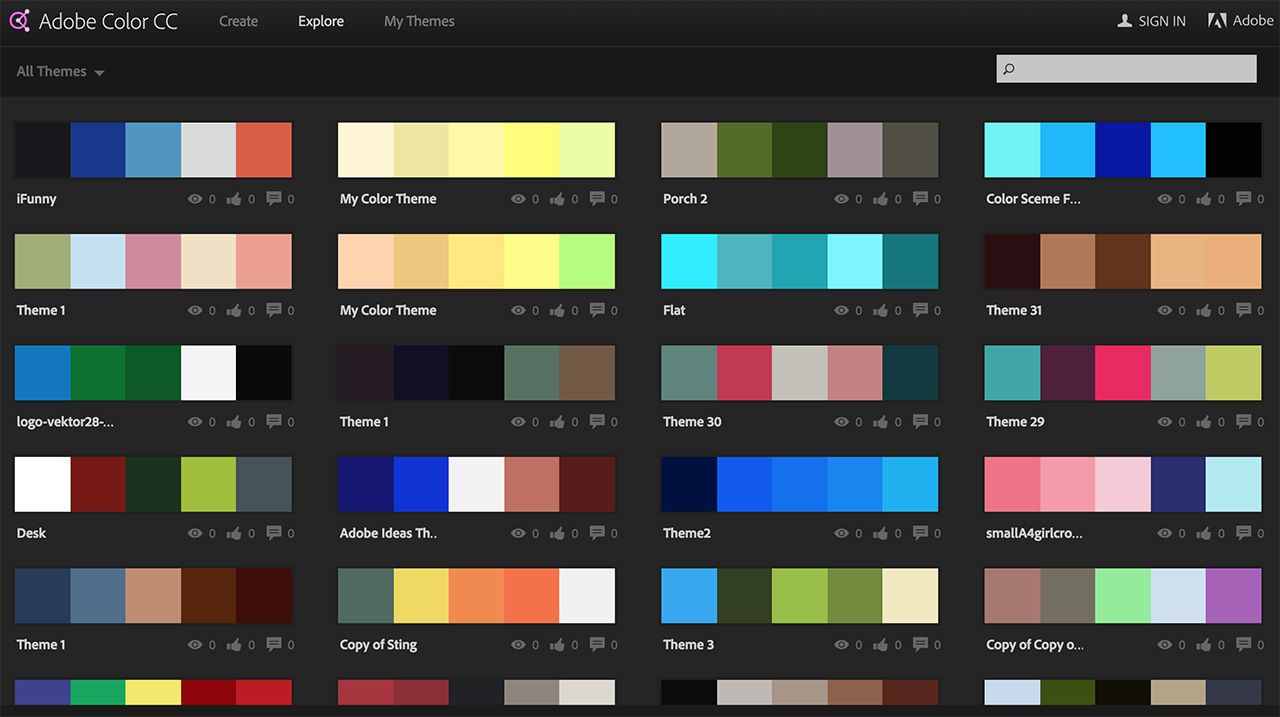 Adobe Color CC Create Explore My Themes SIGN IN Adobe
All Themes
iFunny 0 0 0 My Color Theme 0 0 0 Porch 2 0 0 0 Color Sceme F... 0 0 0
Theme 1 0 0 0 My Color Theme 0 0 0 Flat 0 0 0 Theme 31 0 0 0
logo-vektor28-... 0 0 0 Theme 1 0 0 0 Theme 30 0 0 0 Theme 29 0 0 0
Desk 0 0 0 Adobe Ideas Th.. 0 0 0 Theme2 0 0 0 smallA4girlcro... 0 0 0
Theme 1 0 0 0 Copy of Sting 0 0 0 Theme 3 0 0 0 Copy of Copy o... 0 0 0